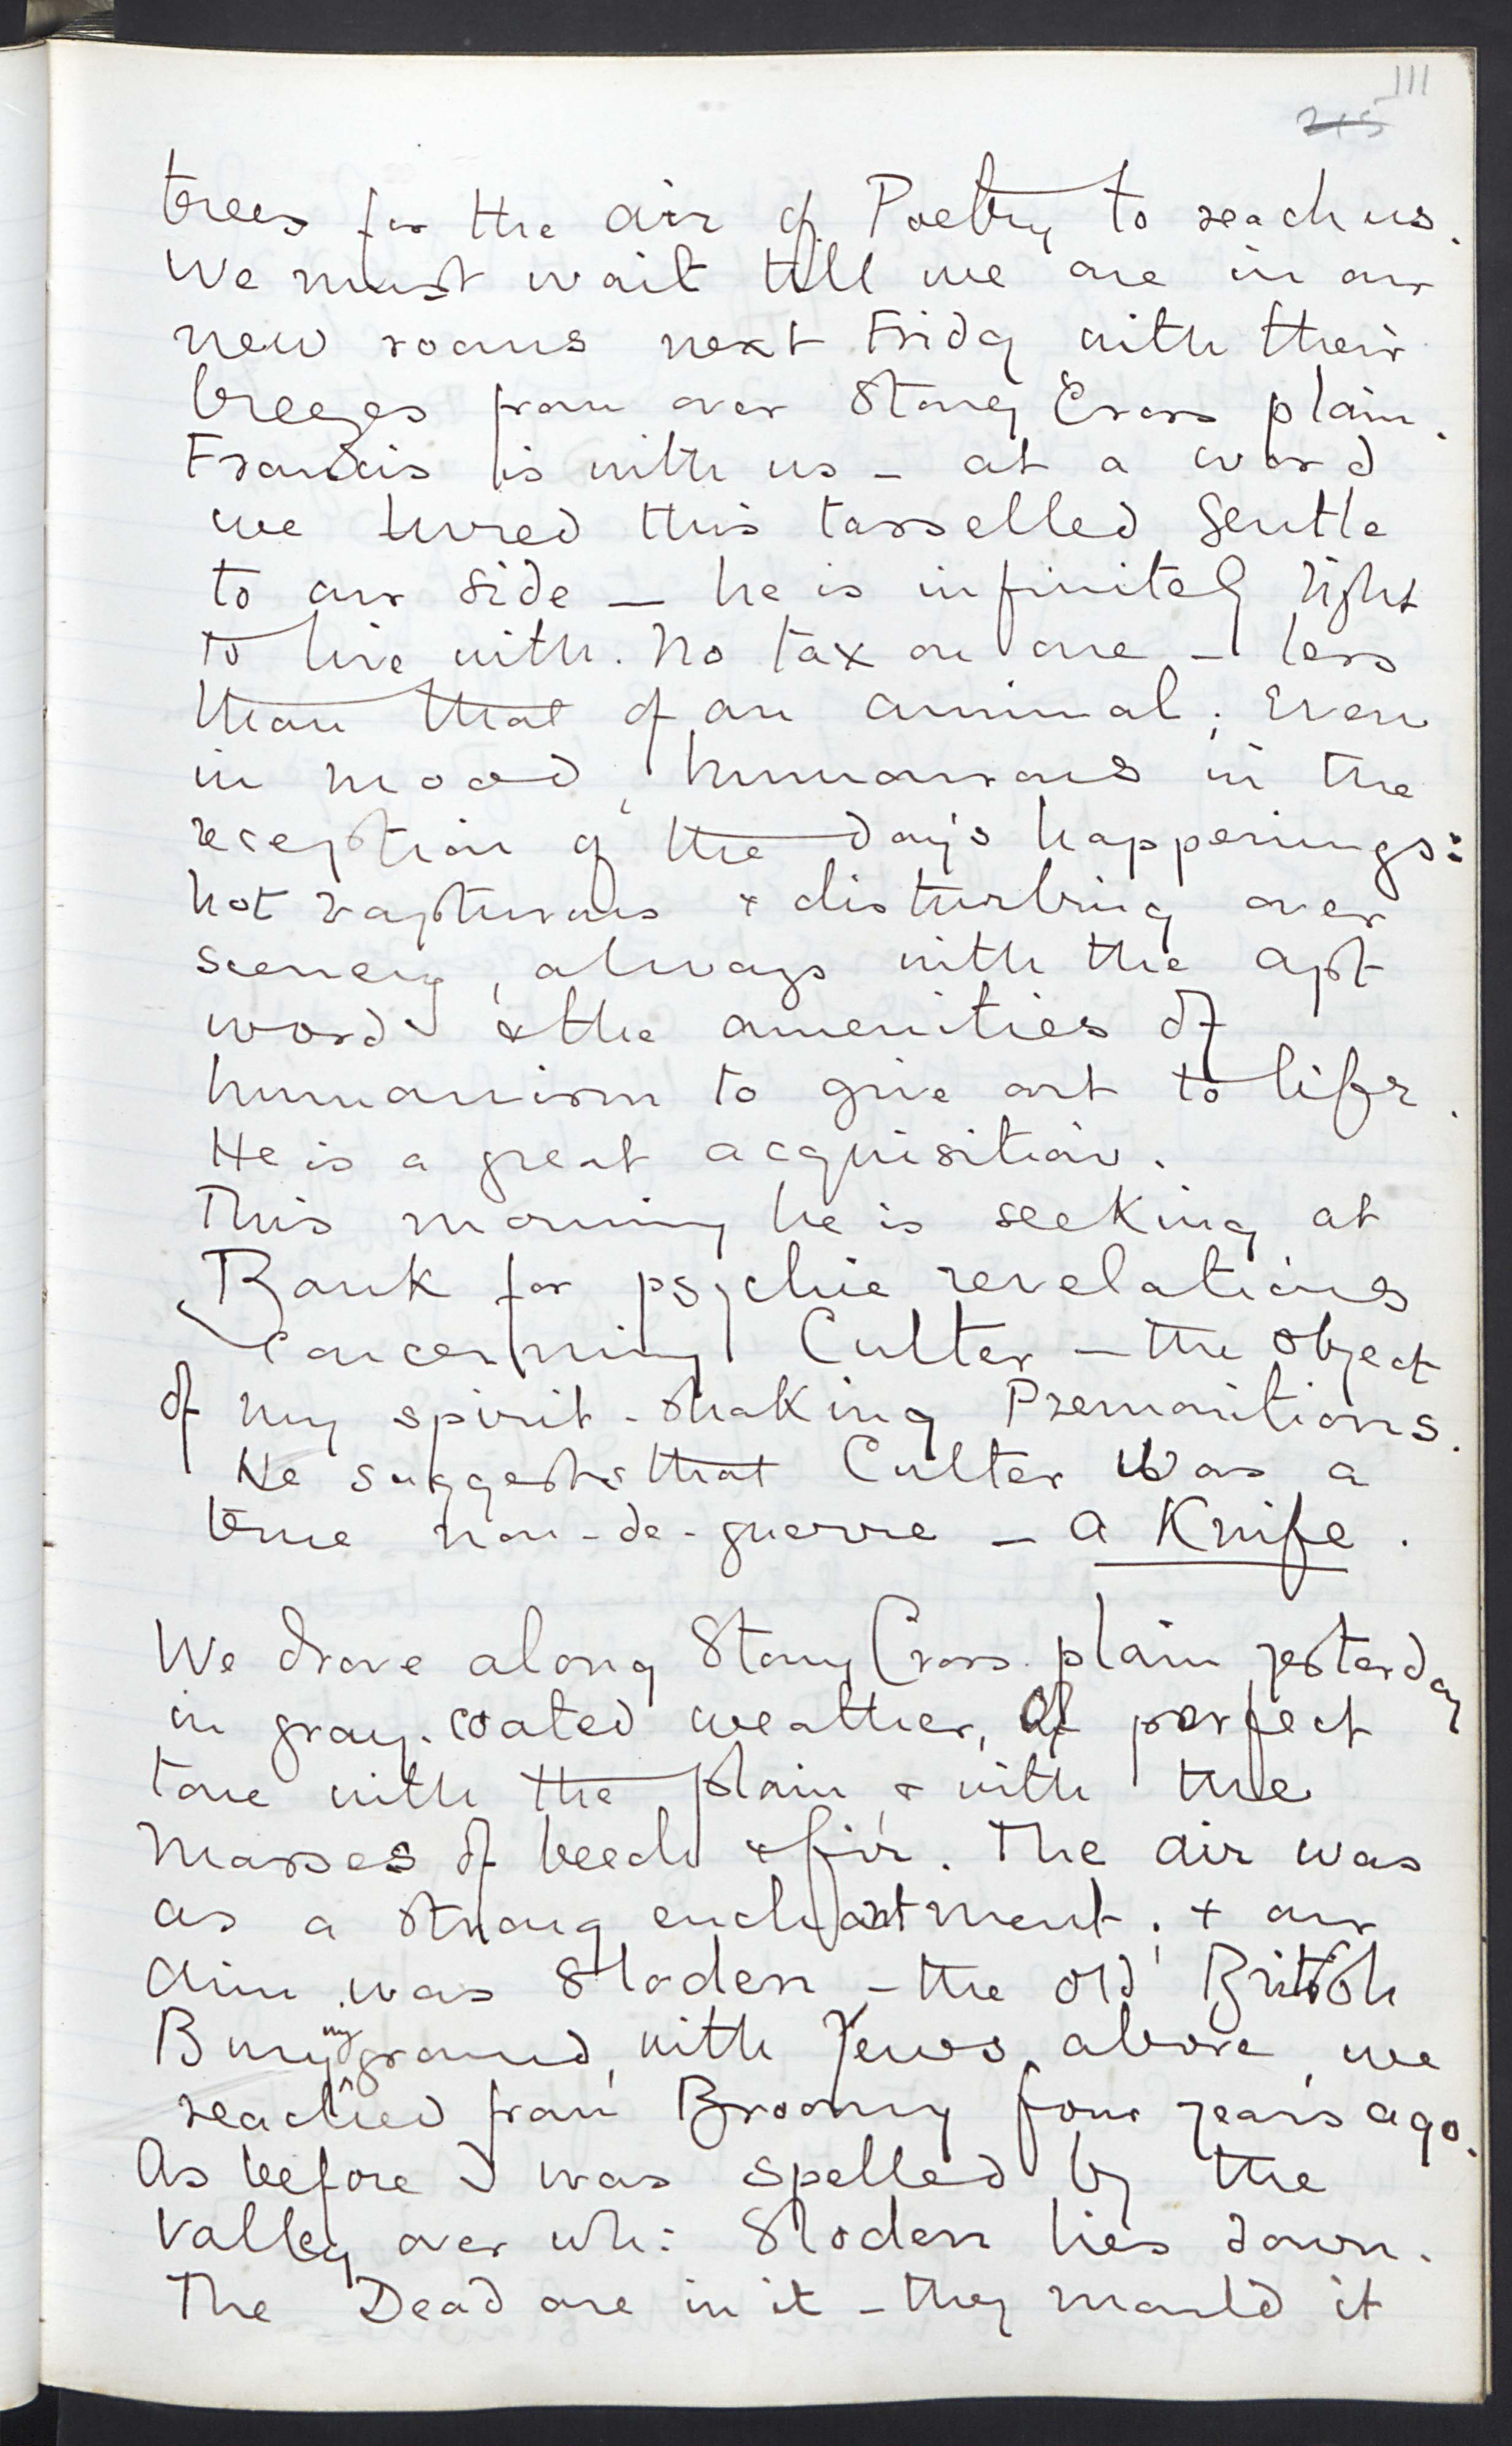 111
215
trees for the air of Poetry to reach us.
We must wait till we are in our
new rooms next Friday with their
breezes from over Stoney Cross plain.
Francis is with us – at a word
we lured this tasselled Gentle
to our side – he is infinitely light
to live with. No tax on one – less
than that of an animal; Even
in mood, humourous in the
reception of the day's happenings:
not rapturous & disturbing over
scenery, always with the apt
word & the amenities of
humanism to give art to life.
He is a great acquisition.
This morning he is seeking at
Bank for psychic revelations
concerning Culter – the object
of my spirit-shaking Premonitions.
He suggests that Culter was a
true nom-de-guerre – a Knife.
We drove along Stony Cross plain yesterday
in gray-coated weather, of perfect
tone with the plain & with the
masses of beech & fir. The air was
as a strong enchantment; & our
aim was Sloden – the old British
Burying ground, with Yews above, we
reached from Broomy four years ago.
As before I was spelled by the
valley over wh: Sloden lies down.
The Dead are in it – they mould it